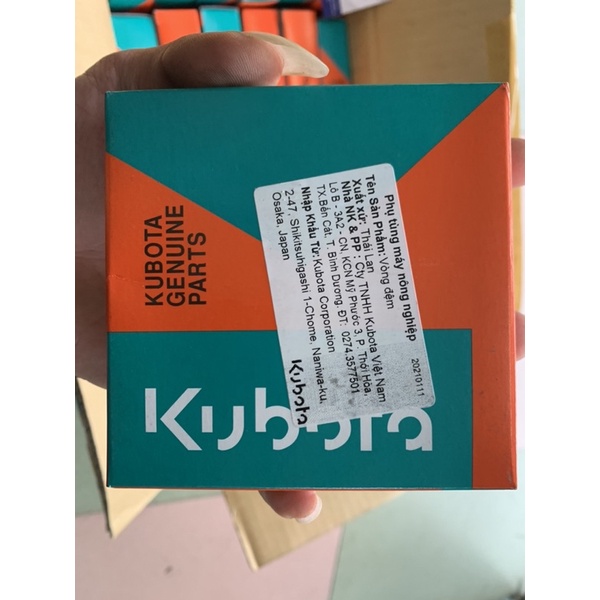 KUBOTA
GENUINE
PARTS
Kubota
Phụ tùng máy nông nghiệp
20210111
Tên Sản Phẩm:Vòng đệm
Xuất xứ: Thái Lan
Nhà NK & PP : Cty TNHH Kubota Việt Nam
Lô B - 3A2 - CN, KCN Mỹ Phước 3, P. Thới Hòa,
TX.Bến Cát, T. Bình Dương. ĐT: 0274.3577501
Nhập Khẩu Từ: Kubota Corporation
2-47, Shikitsuhigashi 1-Chome, Naniwa-ku,
Osaka, Japan
Kubota